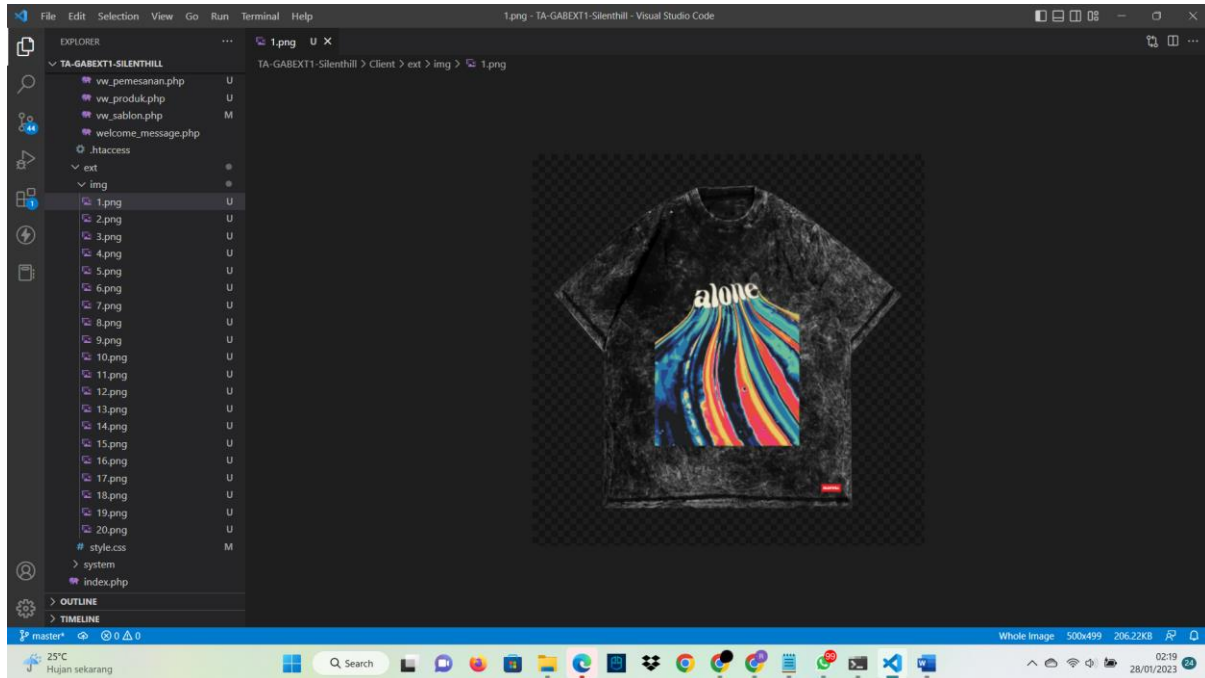 File Edit Selection View Go Run Terminal Help
1.png - TA-GABEXT1-Silenthill - Visual Studio Code
EXPLORER
TA-GABEXT1-SILENTHILL
vw_pemesanan.php U
vw_produk.php U
vw_sablon.php M
welcome_message.php
.htaccess
ext
img
1.png U
2.png U
3.png U
4.png U
5.png U
6.png U
7.png U
8.png U
9.png U
10.png U
11.png U
12.png U
13.png U
14.png U
15.png U
16.png U
17.png U
18.png U
19.png U
20.png U
# style.css M
system
index.php
OUTLINE
TIMELINE
44
1
1.png U
TA-GABEXT1-Silenthill > Client > ext > img > 1.png
alone
master* 0 0
Whole Image 500x499 206.22KB
25°C
Hujan sekarang
Search
99
02:19
28/01/2023
24